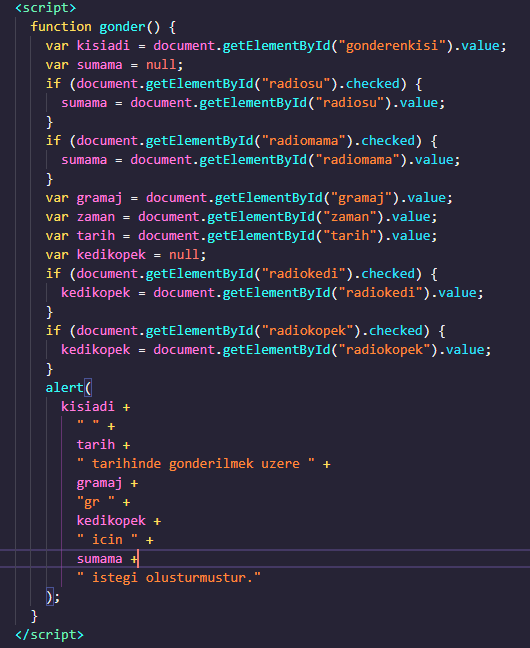 <script>
function gonder() {
var kisiadi = document.getElementById("gonderenkisi").value;
var sumama = null;
if (document.getElementById("radiosu").checked) {
sumama = document.getElementById("radiosu").value;
}
if (document.getElementById("radiomama").checked) {
sumama = document.getElementById("radiomama").value;
}
var gramaj = document.getElementById("gramaj").value;
var zaman = document.getElementById("zaman").value;
var tarih = document.getElementById("tarih").value;
var kedikopek = null;
if (document.getElementById("radiokedi").checked) {
kedikopek = document.getElementById("radiokedi").value;
}
if (document.getElementById("radiokopek").checked) {
kedikopek = document.getElementById("radiokopek").value;
}
alert(
kisiadi +
" " +
tarih +
" tarihinde gonderilmek uzere " +
gramaj +
"gr " +
kedikopek +
" icin " +
sumama +
" istegi olusturmustur."
);
}
</script>